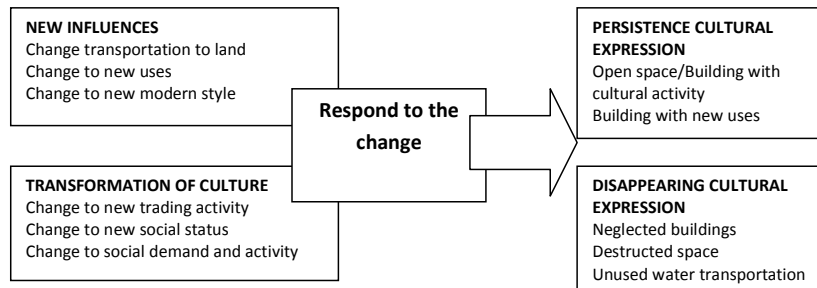 NEW INFLUENCES
Change transportation to land
Change to new uses
Change to new modern style
TRANSFORMATION OF CULTURE
Change to new trading activity
Change to new social status
Change to social demand and activity
Respond to the
change
PERSISTENCE CULTURAL
EXPRESSION
Open space/Building with
cultural activity
Building with new uses
DISAPPEARING CULTURAL
EXPRESSION
Neglected buildings
Destructed space
Unused water transportation